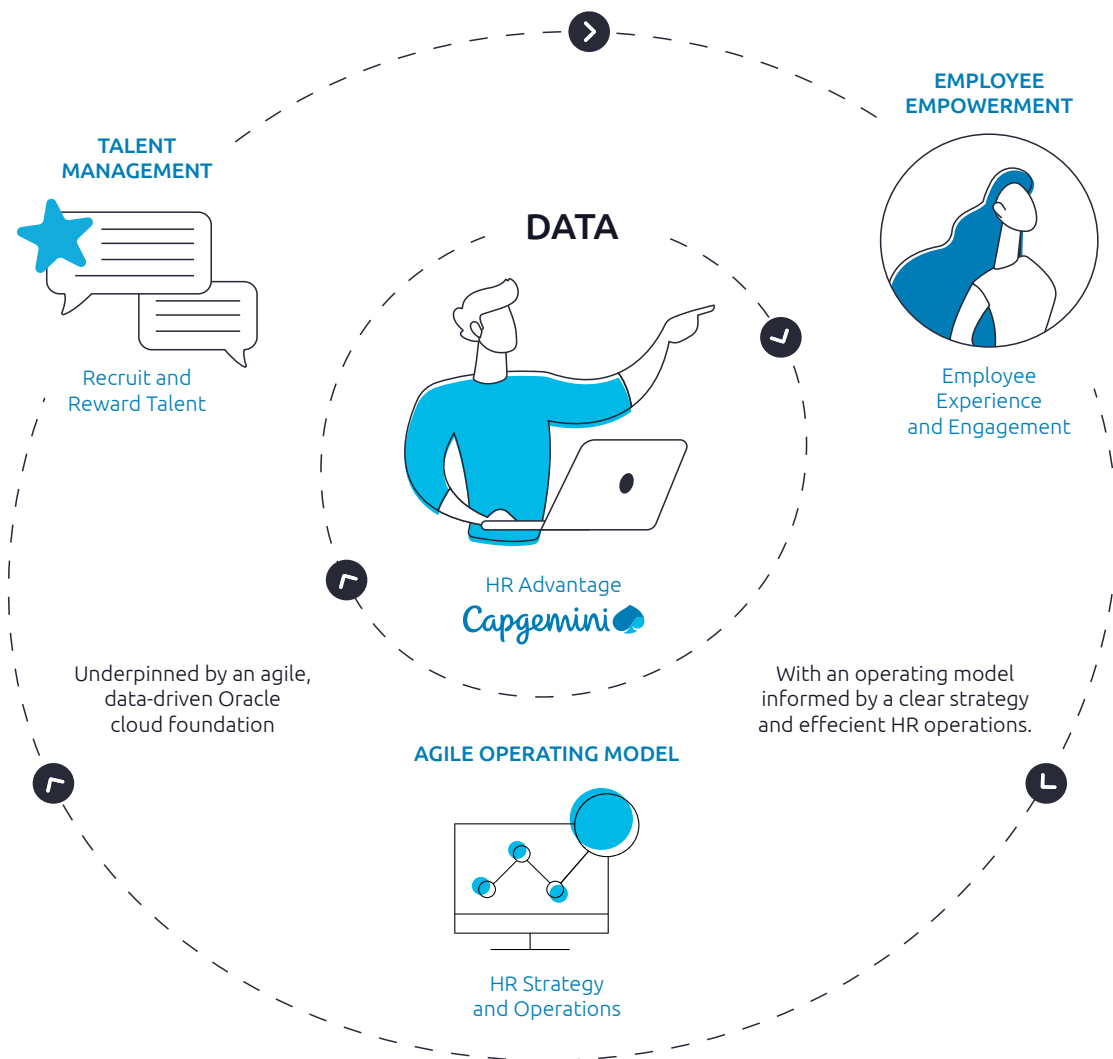 EMPLOYEE
EMPOWERMENT
TALENT
MANAGEMENT
DATA
Recruit and
Reward Talent
Employee
Experience
and Engagement
HR Advantage
Capgemini
Underpinned by an agile,
data-driven Oracle
cloud foundation
With an operating model
informed by a clear strategy
and effecient HR operations.
AGILE OPERATING MODEL
HR Strategy
and Operations